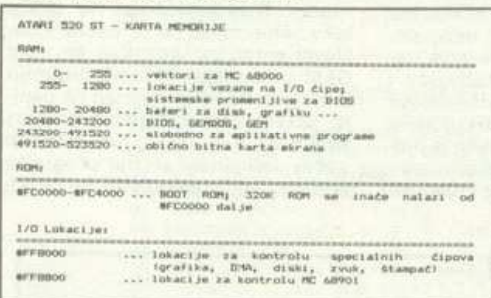 ATARI 520 ST - KARTA MEMORIJE
RAM:
0- 255 ... vektori za MC 68000
255- 1280 ... lokacije vezane na I/O čipe;
sistemske promenljive za BIOS
1280- 20480 ... baferi za disk, grafiku ...
20480-243200 ... BIOS, GEMDOS, GEM
243200-491520 ... slobodno za aplikativne programe
491520-523520 ... obično bitna karta ekrana
ROM:
#FC0000-#FC4000 ... BOOT ROM; 320K ROM se inače nalazi od
#FC0000 dalje
I/O Lokacije:
#FF8000 ... lokacije za kontrolu specialnih čipova
(grafika, DMA, diski, zvuk, štampač)
#FF8800 ... lokacije za kontrolu MC 68901